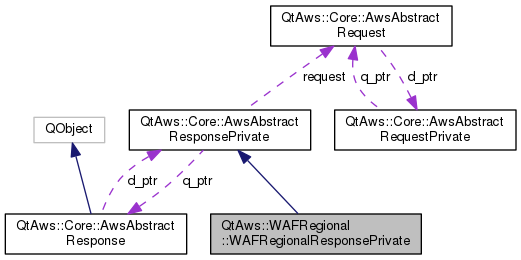 QtAws::Core::AwsAbstract
Request
request
q_ptr
d_ptr
QObject
QtAws::Core::AwsAbstract
ResponsePrivate
QtAws::Core::AwsAbstract
RequestPrivate
d_ptr
q_ptr
QtAws::Core::AwsAbstract
Response
QtAws::WAFRegional
::WAFRegionalResponsePrivate